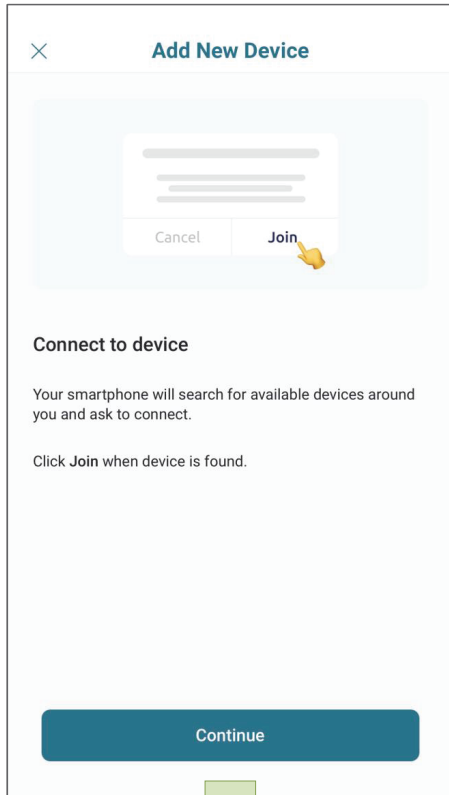 Add New Device
Cancel
Join
Connect to device
Your smartphone will search for available devices around
you and ask to connect.
Click Join when device is found.
Continue